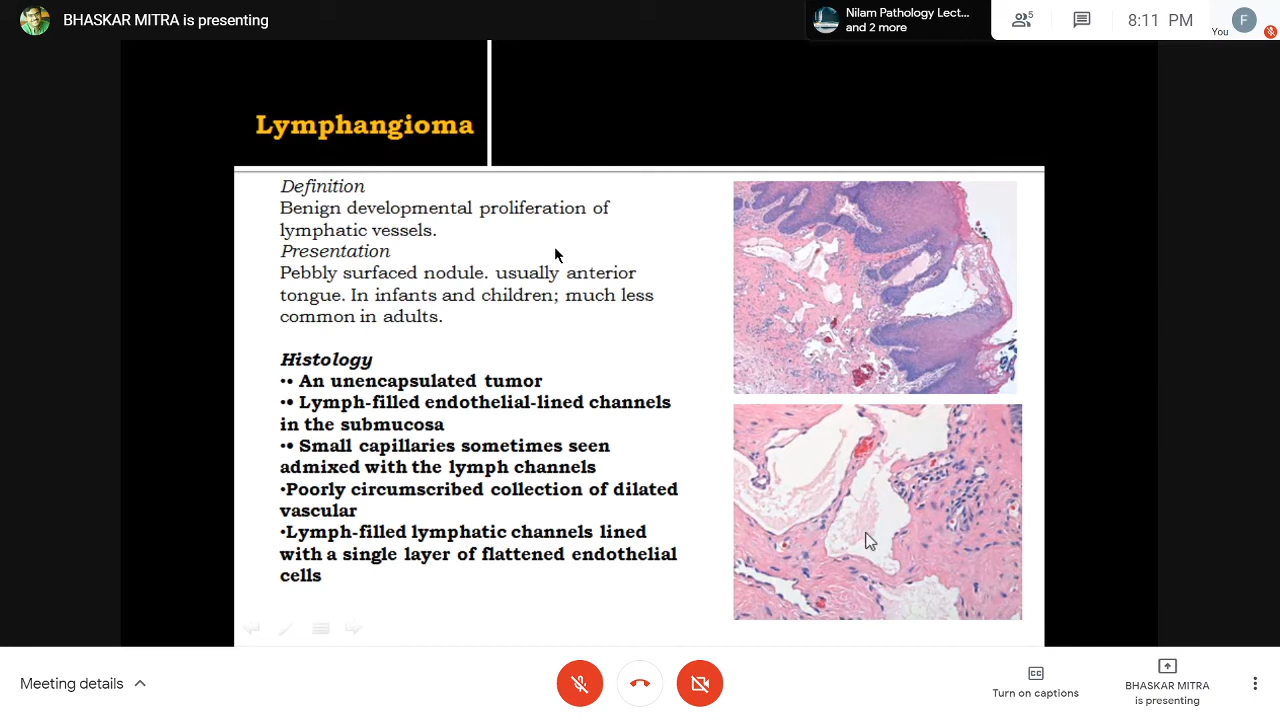 BHASKAR MITRA is presenting
Nilam Pathology Lect...
and 2 more
5
8:11 PM
You
F
Lymphangioma
Definition
Benign developmental proliferation of
lymphatic vessels.
Presentation
Pebbly surfaced nodule. usually anterior
tongue. In infants and children; much less
common in adults.
Histology
•• An unencapsulated tumor
•• Lymph-filled endothelial-lined channels
in the submucosa
•• Small capillaries sometimes seen
admixed with the lymph channels
•Poorly circumscribed collection of dilated
vascular
•Lymph-filled lymphatic channels lined
with a single layer of flattened endothelial
cells
Meeting details
CC
Turn on captions
BHASKAR MITRA
is presenting